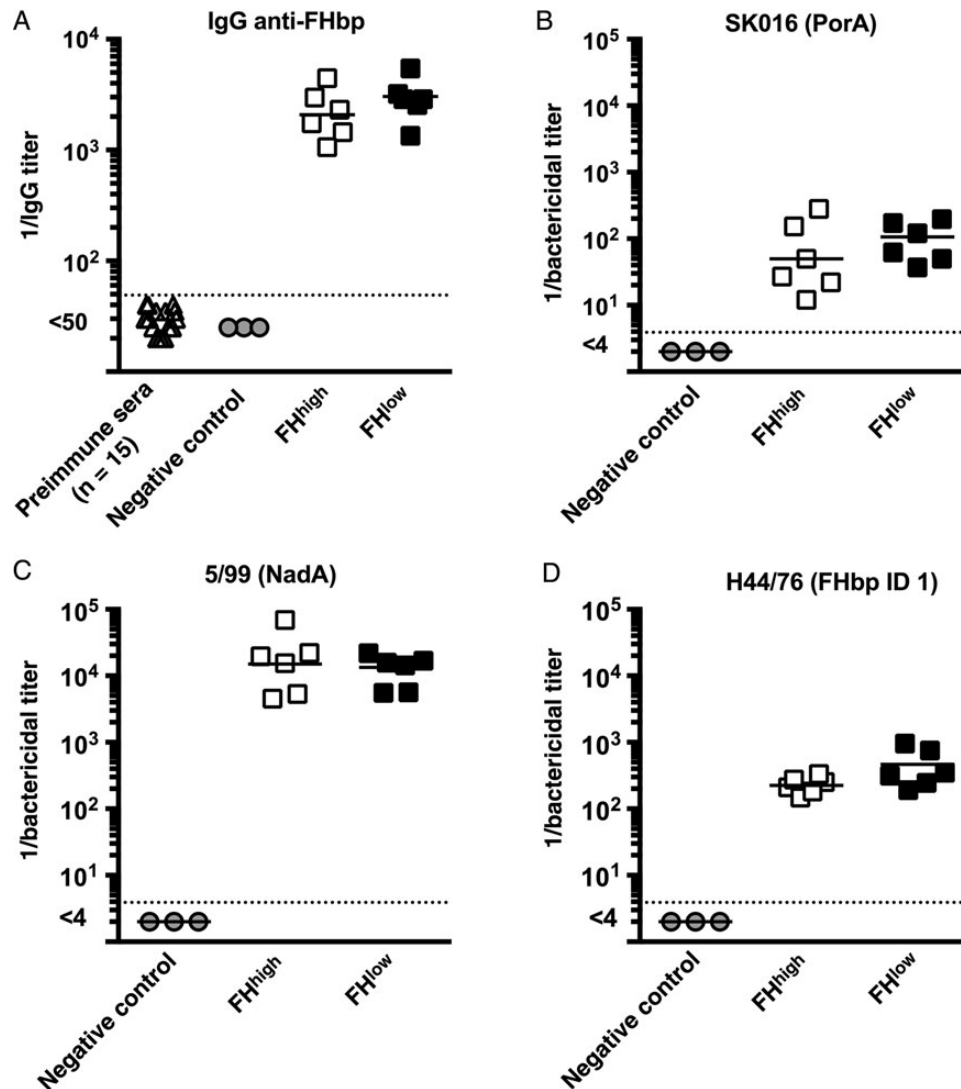 A
IgG anti-FHbp
1/IgG titer
10⁴
10³
10²
<50
Preimmune sera
(n = 15)
Negative control
FHʰⁱᵍʰ
FHˡᵒʷ
B
SK016 (PorA)
1/bactericidal titer
10⁵
10⁴
10³
10²
10¹
<4
Negative control
FHʰⁱᵍʰ
FHˡᵒʷ
C
5/99 (NadA)
1/bactericidal titer
10⁵
10⁴
10³
10²
10¹
<4
Negative control
FHʰⁱᵍʰ
FHˡᵒʷ
D
H44/76 (FHbp ID 1)
1/bactericidal titer
10⁵
10⁴
10³
10²
10¹
<4
Negative control
FHʰⁱᵍʰ
FHˡᵒʷ